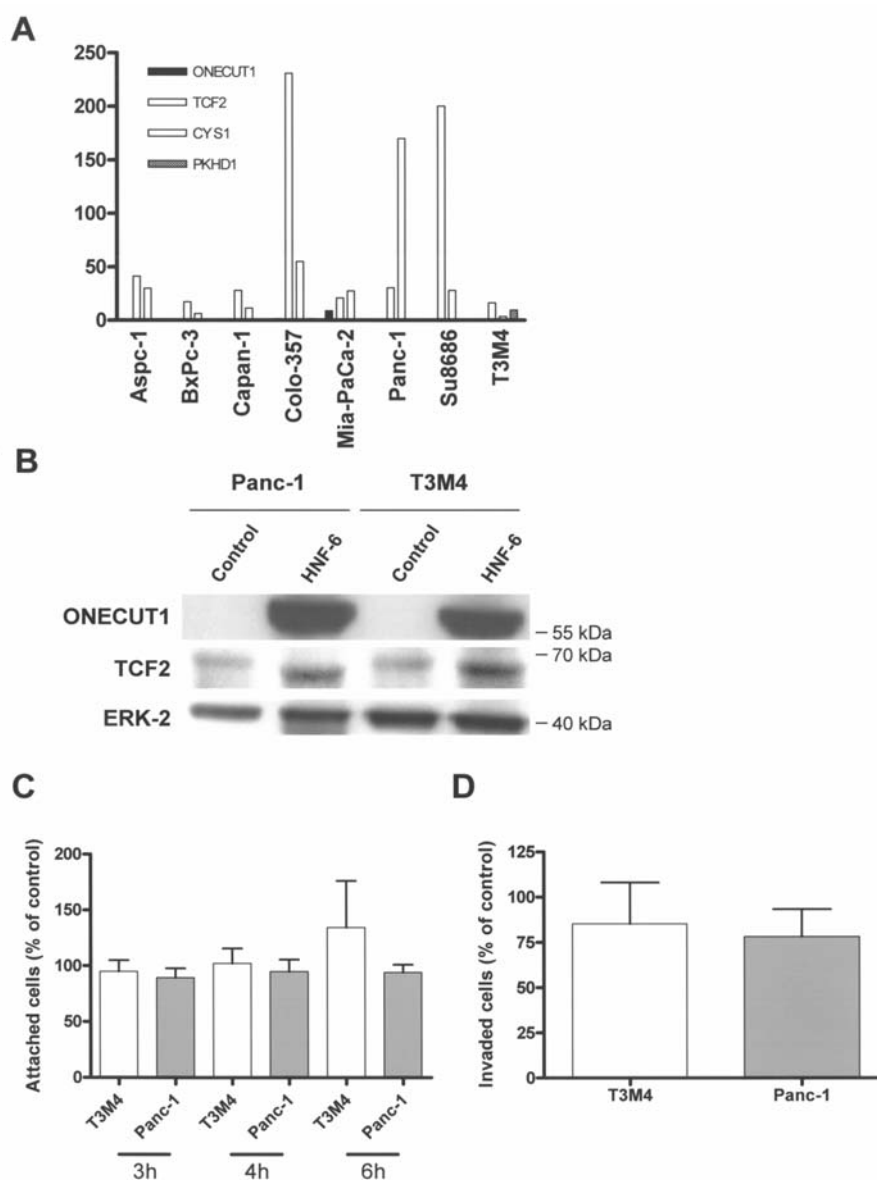 A
250
200
150
100
50
0
ONECUT1
TCF2
CYS1
PKHD1
Aspc-1
BxPc-3
Capan-1
Colo-357
Mia-PaCa-2
Panc-1
Su8686
T3M4
B
Panc-1 T3M4
Control HNF-6 Control HNF-6
ONECUT1
55 kDa
70 kDa
TCF2
ERK-2
40 kDa
C
Attached cells (% of control)
200
150
100
50
0
T3M4 Panc-1 T3M4 Panc-1 T3M4 Panc-1
3h 4h 6h
D
Invaded cells (% of control)
125
100
75
50
25
0
T3M4 Panc-1